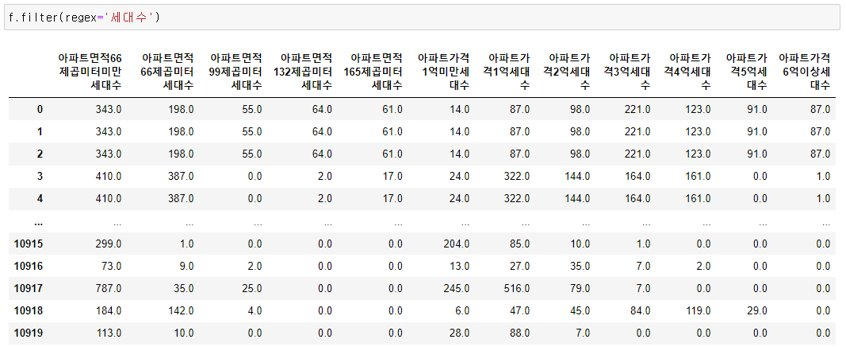 f.filter(regex='세대수')
아파트면적66 아파트면적 아파트면적 아파트면적 아파트면적 아파트가격 아파트가 아파트가 아파트가 아파트가 아파트가 아파트가격
제곱미터미만 66제곱미터 99제곱미터 132제곱미터 165제곱미터 1억미만세 격1억세대 격2억세대 격3억세대 격4억세대 격5억세 6억이상세
세대수 세대수 세대수 세대수 세대수 대수 수 수 수 수 대수 대수
0 343.0 198.0 55.0 64.0 61.0 14.0 87.0 98.0 221.0 123.0 91.0 87.0
1 343.0 198.0 55.0 64.0 61.0 14.0 87.0 98.0 221.0 123.0 91.0 87.0
2 343.0 198.0 55.0 64.0 61.0 14.0 87.0 98.0 221.0 123.0 91.0 87.0
3 410.0 387.0 0.0 2.0 17.0 24.0 322.0 144.0 164.0 161.0 0.0 1.0
4 410.0 387.0 0.0 2.0 17.0 24.0 322.0 144.0 164.0 161.0 0.0 1.0
... ... ... ... ... ... ... ... ... ... ... ... ...
10915 299.0 1.0 0.0 0.0 0.0 204.0 85.0 10.0 1.0 0.0 0.0 0.0
10916 73.0 9.0 2.0 0.0 0.0 13.0 27.0 35.0 7.0 2.0 0.0 0.0
10917 787.0 35.0 25.0 0.0 0.0 245.0 516.0 79.0 7.0 0.0 0.0 0.0
10918 184.0 142.0 4.0 0.0 0.0 6.0 47.0 45.0 84.0 119.0 29.0 0.0
10919 113.0 10.0 0.0 0.0 0.0 28.0 88.0 7.0 0.0 0.0 0.0 0.0